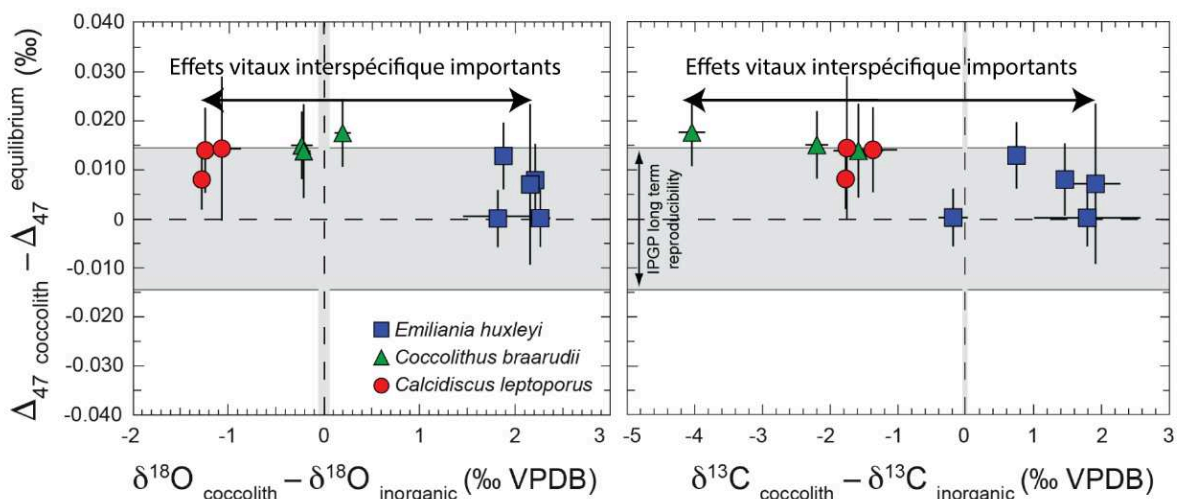 Δ47 coccolith – Δ47 equilibrium (‰)
0.040
0.030
0.020
0.010
0
-0.010
-0.020
-0.030
-0.040
Effets vitaux interspécifique importants
Emiliania huxleyi
Coccolithus braarudii
Calcidiscus leptoporus
-2
-1
0
1
2
3
δ18O coccolith – δ18O inorganic (‰ VPDB)
Effets vitaux interspécifique importants
IPGP long term
reproducibility
-5
-4
-3
-2
-1
0
1
2
3
δ13C coccolith – δ13C inorganic (‰ VPDB)